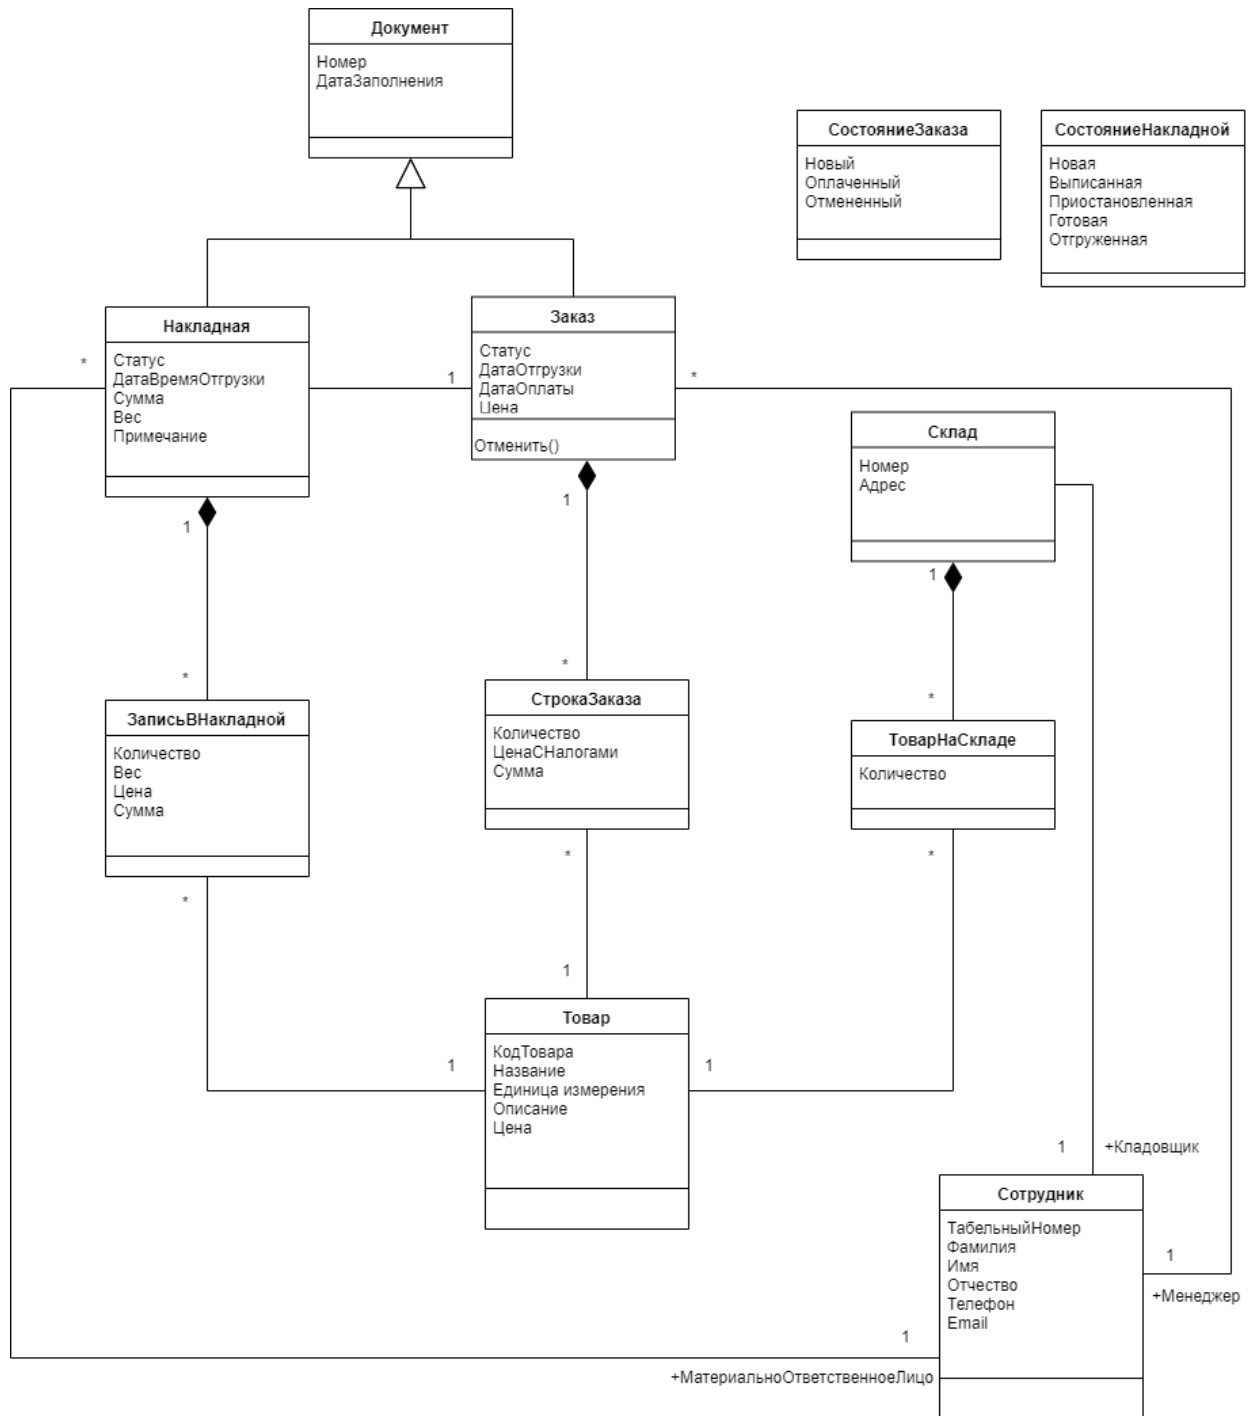 Документ
Номер
ДатаЗаполнения
СостояниеЗаказа
Новый
Оплаченный
Отмененный
СостояниеНакладной
Новая
Выписанная
Приостановленная
Готовая
Отгруженная
Накладная
Статус
ДатаВремяОтгрузки
Сумма
Вес
Примечание
*
1
Заказ
Статус
ДатаОтгрузки
ДатаОплаты
Цена
Отменить()
*
Склад
Номер
Адрес
1
1
1
*
*
*
ЗаписьВНакладной
Количество
Вес
Цена
Сумма
СтрокаЗаказа
Количество
ЦенаСНалогами
Сумма
ТоварНаСкладе
Количество
*
*
*
1
1
1
Товар
КодТовара
Название
Единица измерения
Описание
Цена
1
+Кладовщик
Сотрудник
ТабельныйНомер
Фамилия
Имя
Отчество
Телефон
Email
1
+Менеджер
1
+МатериальноОтветственноеЛицо